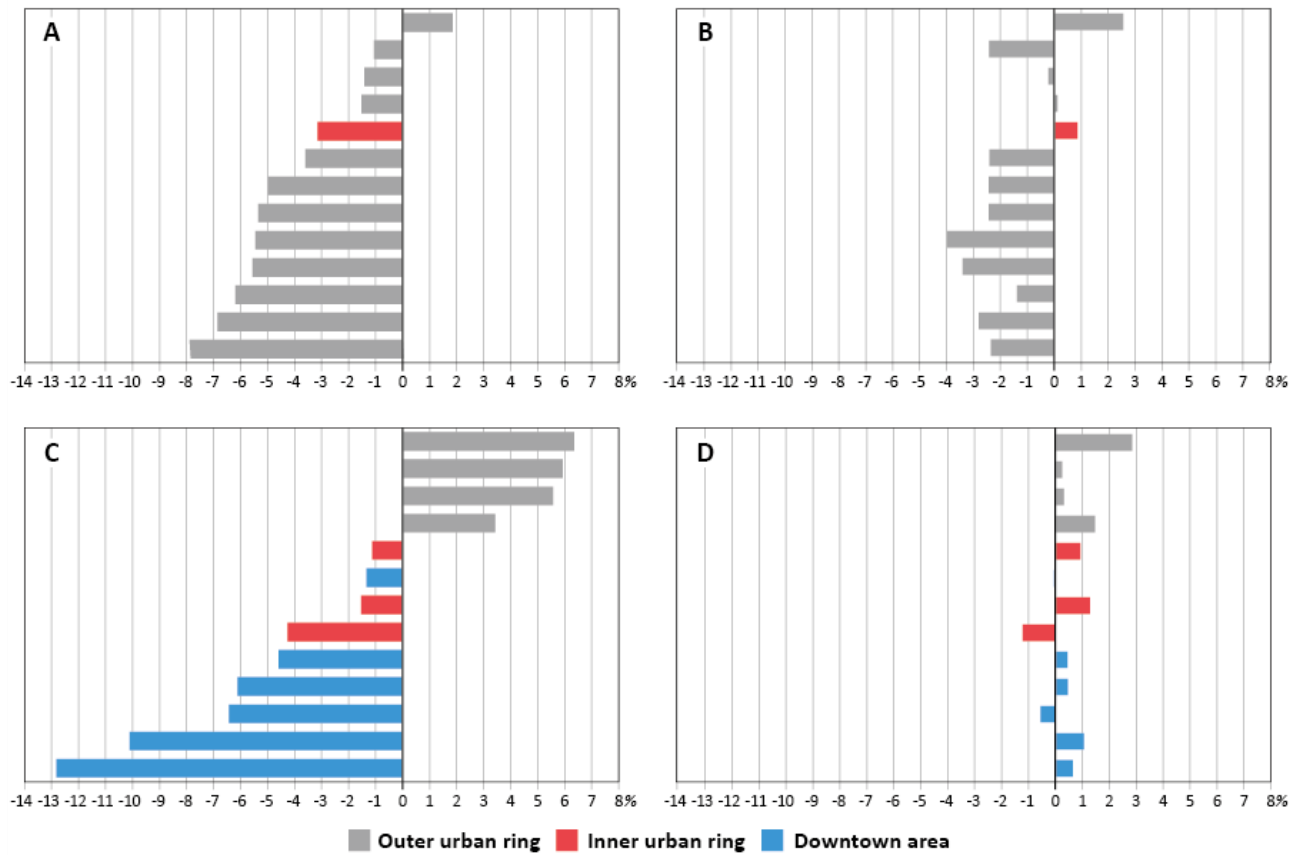 A
B
-14 -13 -12 -11 -10 -9 -8 -7 -6 -5 -4 -3 -2 -1 0 1 2 3 4 5 6 7 8%
-14 -13 -12 -11 -10 -9 -8 -7 -6 -5 -4 -3 -2 -1 0 1 2 3 4 5 6 7 8%
C
D
-14 -13 -12 -11 -10 -9 -8 -7 -6 -5 -4 -3 -2 -1 0 1 2 3 4 5 6 7 8%
-14 -13 -12 -11 -10 -9 -8 -7 -6 -5 -4 -3 -2 -1 0 1 2 3 4 5 6 7 8%
Outer urban ring Inner urban ring Downtown area